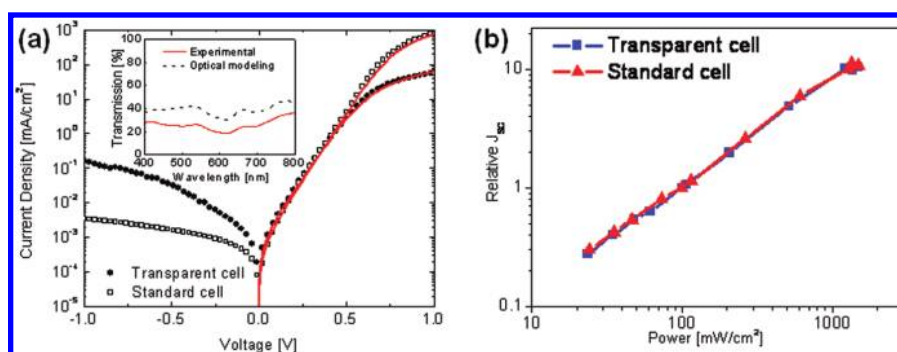 (a)
10³
10²
10¹
10⁰
10⁻¹
10⁻²
10⁻³
10⁻⁴
10⁻⁵
Current Density [mA/cm²]
-1.0
-0.5
0.0
0.5
1.0
Voltage [V]
Transparent cell
Standard cell
100
80
60
40
20
0
Transmission [%]
Experimental
Optical modeling
400
500
600
700
800
Wavelength [nm]
(b)
Transparent cell
Standard cell
10
1
0.1
Relative Jsc
10
100
1000
Power [mW/cm²]